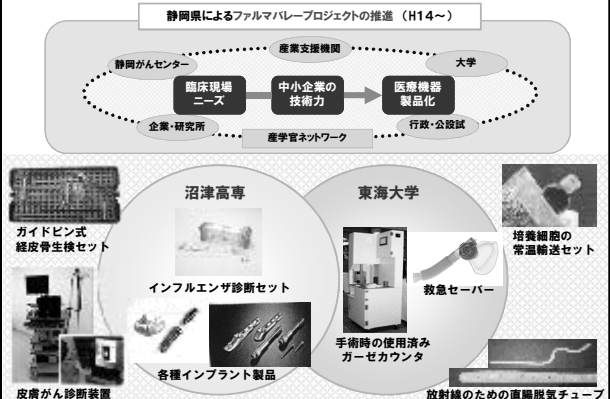 静岡県によるファルマバレープロジェクトの推進（H14～）
産業支援機関
静岡がんセンター
大学
臨床現場
ニーズ
中小企業の
技術力
医療機器
製品化
企業・研究所
行政・公設試
産学官ネットワーク
沼津高専
東海大学
ガイドピン式
経皮骨生検セット
インフルエンザ診断セット
救急セーバー
培養細胞の
常温輸送セット
手術時の使用済み
ガーゼカウンタ
各種インプラント製品
皮膚がん診断装置
放射線のための直腸脱気チューブ